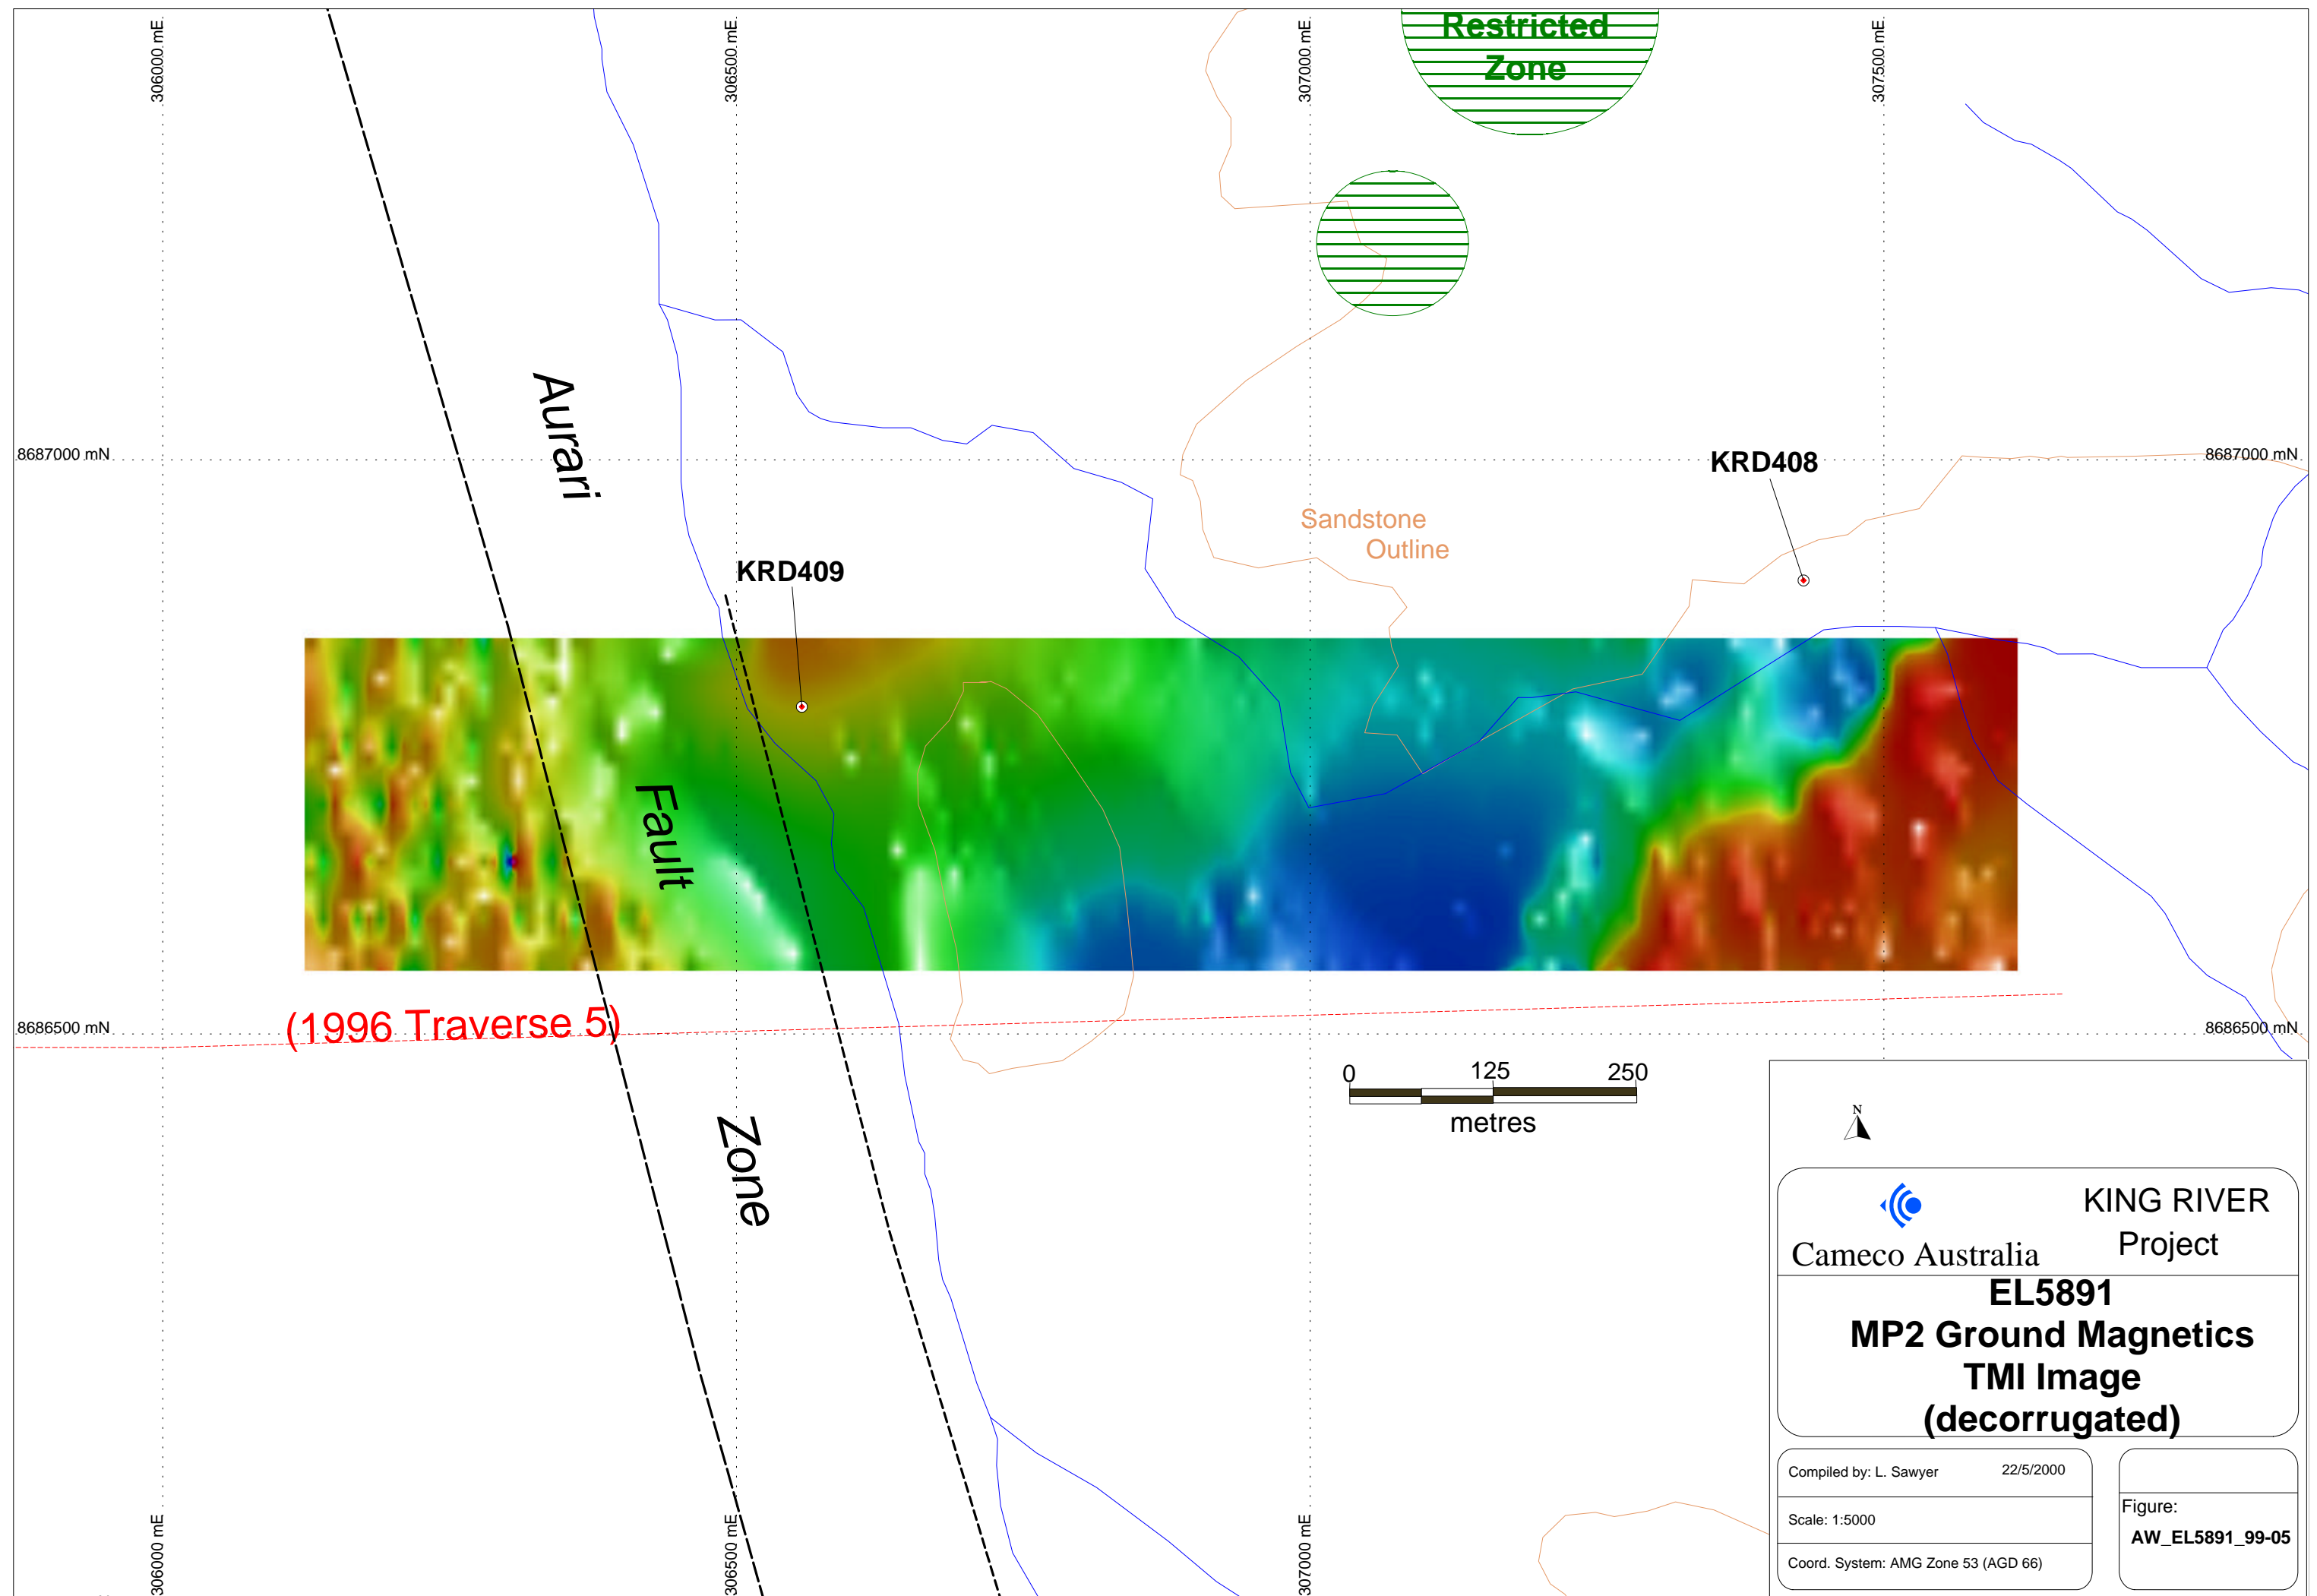 306000 mE
306500 mE
307000 mE
307500 mE
Restricted
Zone
Aurari
8687000 mN
8687000 mN
KRD408
Sandstone
Outline
KRD409
Fault
(1996 Traverse 5)
8686500 mN
8686500 mN
0 125 250
metres
Zone
N
Cameco Australia
KING RIVER
Project
EL5891
MP2 Ground Magnetics
TMI Image
(decorrugated)
Compiled by: L. Sawyer 22/5/2000
Scale: 1:5000
Coord. System: AMG Zone 53 (AGD 66)
Figure:
AW_EL5891_99-05
306000 mE
306500 mE
307000 mE